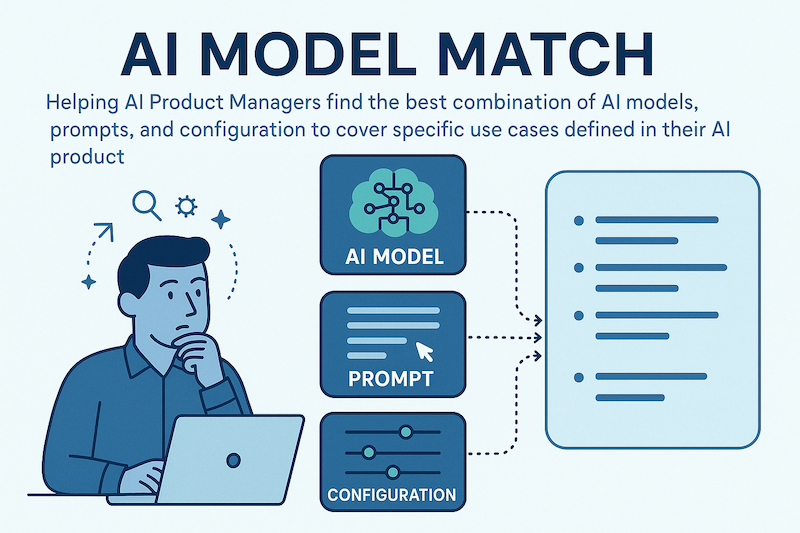 AI MODEL MATCH
Helping AI Product Managers find the best combination of AI models,
prompts, and configuration to cover specific use cases defined in their AI
product
AI MODEL
PROMPT
CONFIGURATION